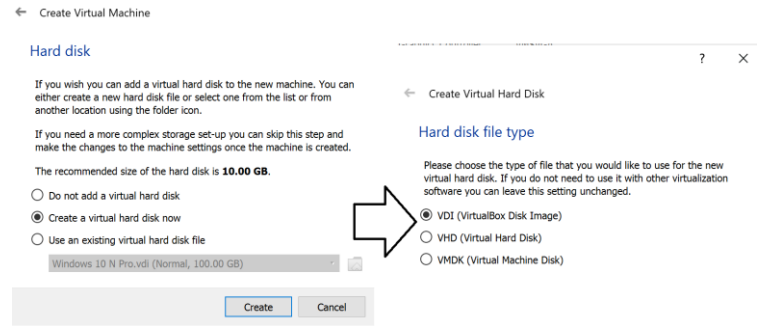 Create Virtual Machine
Hard disk
If you wish you can add a virtual hard disk to the new machine. You can
either create a new hard disk file or select one from the list or from
another location using the folder icon.
If you need a more complex storage set-up you can skip this step and
make the changes to the machine settings once the machine is created.
The recommended size of the hard disk is 10.00 GB.
Do not add a virtual hard disk
Create a virtual hard disk now
Use an existing virtual hard disk file
Windows 10 N Pro.vdi (Normal, 100.00 GB)
Create
Cancel
?
Create Virtual Hard Disk
Hard disk file type
Please choose the type of file that you would like to use for the new
virtual hard disk. If you do not need to use it with other virtualization
software you can leave this setting unchanged.
VDI (VirtualBox Disk Image)
VHD (Virtual Hard Disk)
VMDK (Virtual Machine Disk)